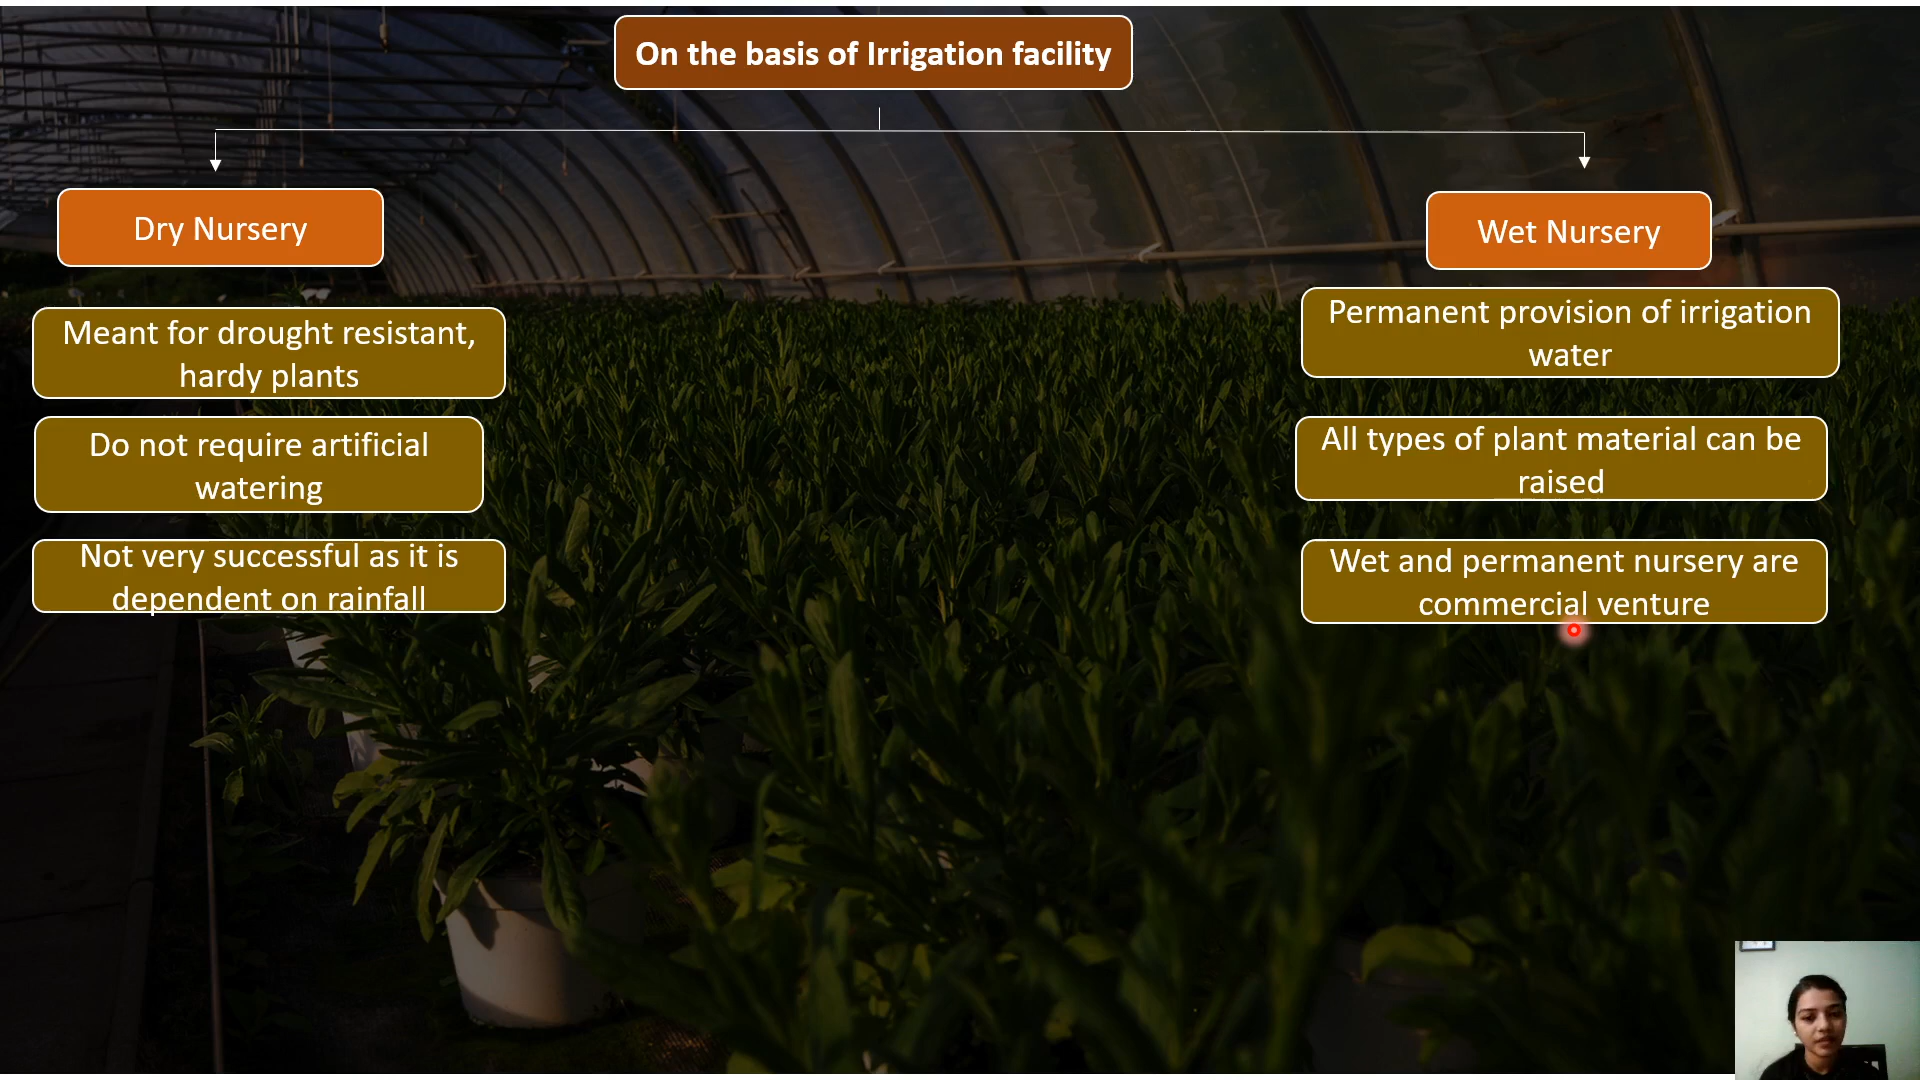 On the basis of Irrigation facility
Dry Nursery
Meant for drought resistant,
hardy plants
Do not require artificial
watering
Not very successful as it is
dependent on rainfall
Wet Nursery
Permanent provision of irrigation
water
All types of plant material can be
raised
Wet and permanent nursery are
commercial venture